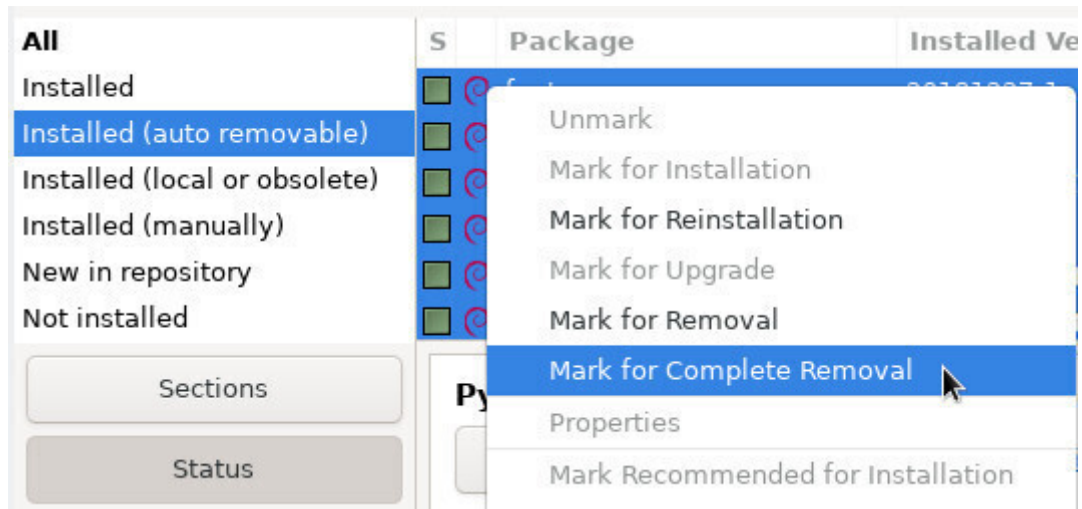 All
Installed
Installed (auto removable)
Installed (local or obsolete)
Installed (manually)
New in repository
Not installed
Sections
Status
S Package Installed Ve
Unmark
Mark for Installation
Mark for Reinstallation
Mark for Upgrade
Mark for Removal
Mark for Complete Removal
Properties
Mark Recommended for Installation
Py